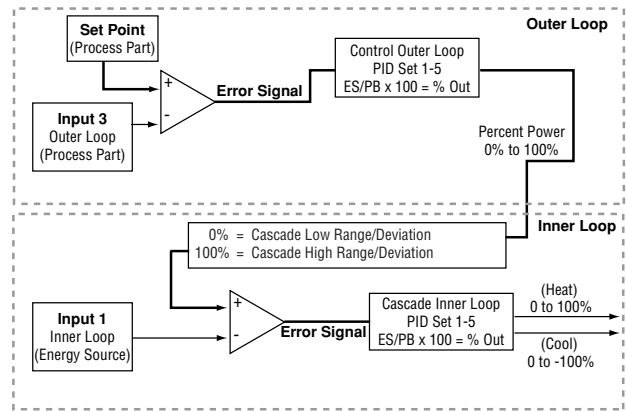 Outer Loop
Set Point
(Process Part)
Control Outer Loop
PID Set 1-5
ES/PB x 100 = % Out
+
Error Signal
-
Input 3
Outer Loop
(Process Part)
Percent Power
0% to 100%
Inner Loop
0% = Cascade Low Range/Deviation
100% = Cascade High Range/Deviation
+
Error Signal
-
Input 1
Inner Loop
(Energy Source)
Cascade Inner Loop
PID Set 1-5
ES/PB x 100 = % Out
(Heat)
0 to 100%
(Cool)
0 to -100%